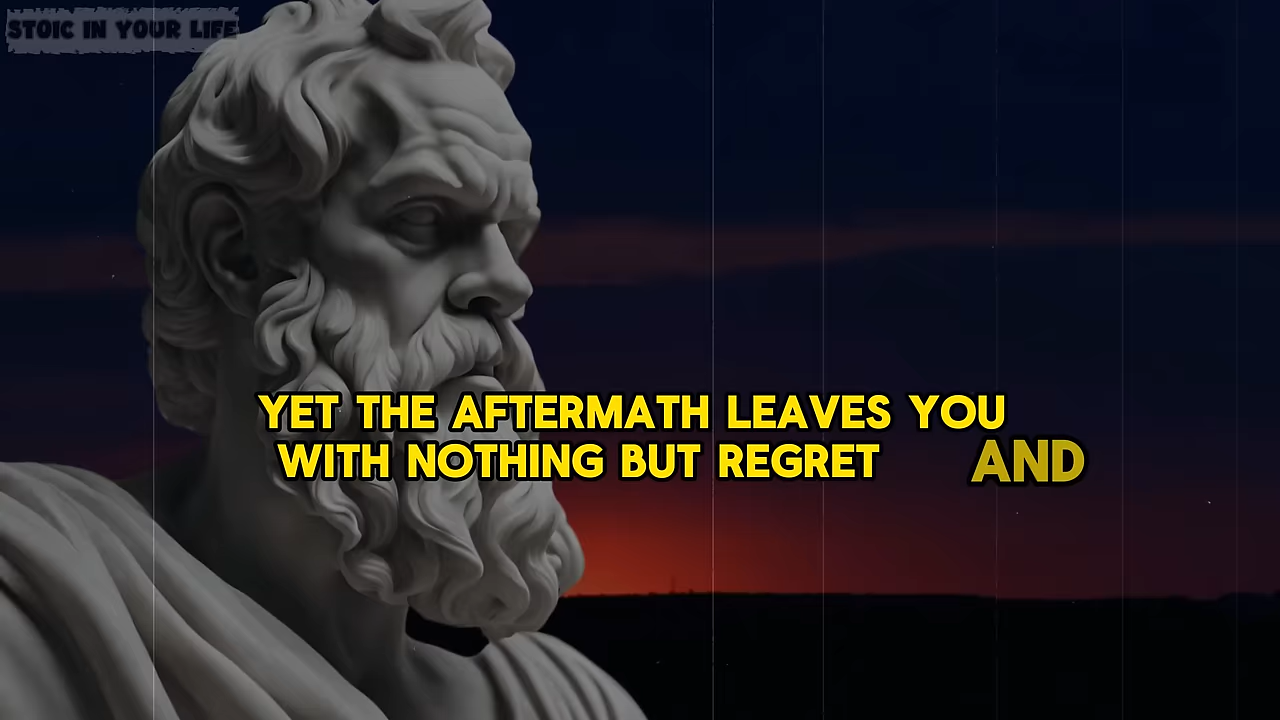 STOIC IN YOUR LIFE
YET THE AFTERMATH LEAVES YOU
WITH NOTHING BUT REGRET AND